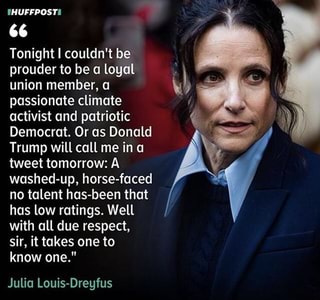 HUFFPOST
“
Tonight I couldn't be
prouder to be a loyal
union member, a
passionate climate
activist and patriotic
Democrat. Or as Donald
Trump will call me in a
tweet tomorrow: A
washed-up, horse-faced
no talent has-been that
has low ratings. Well
with all due respect,
sir, it takes one to
know one."
Julia Louis-Dreyfus